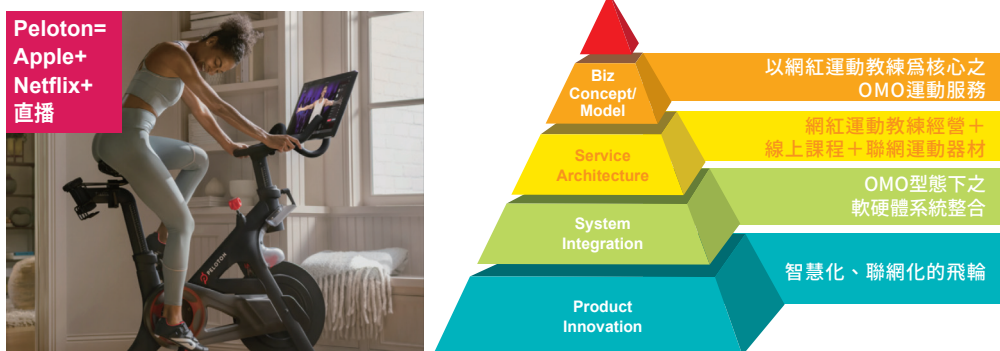 Peloton=
Apple+
Netflix+
直播
PELOTON
Biz
Concept/
Model
以網紅運動教練爲核心之
OMO運動服務
Service
Architecture
網紅運動教練經營＋
線上課程＋聯網運動器材
System
Integration
OMO型態下之
軟硬體系統整合
Product
Innovation
智慧化、聯網化的飛輪